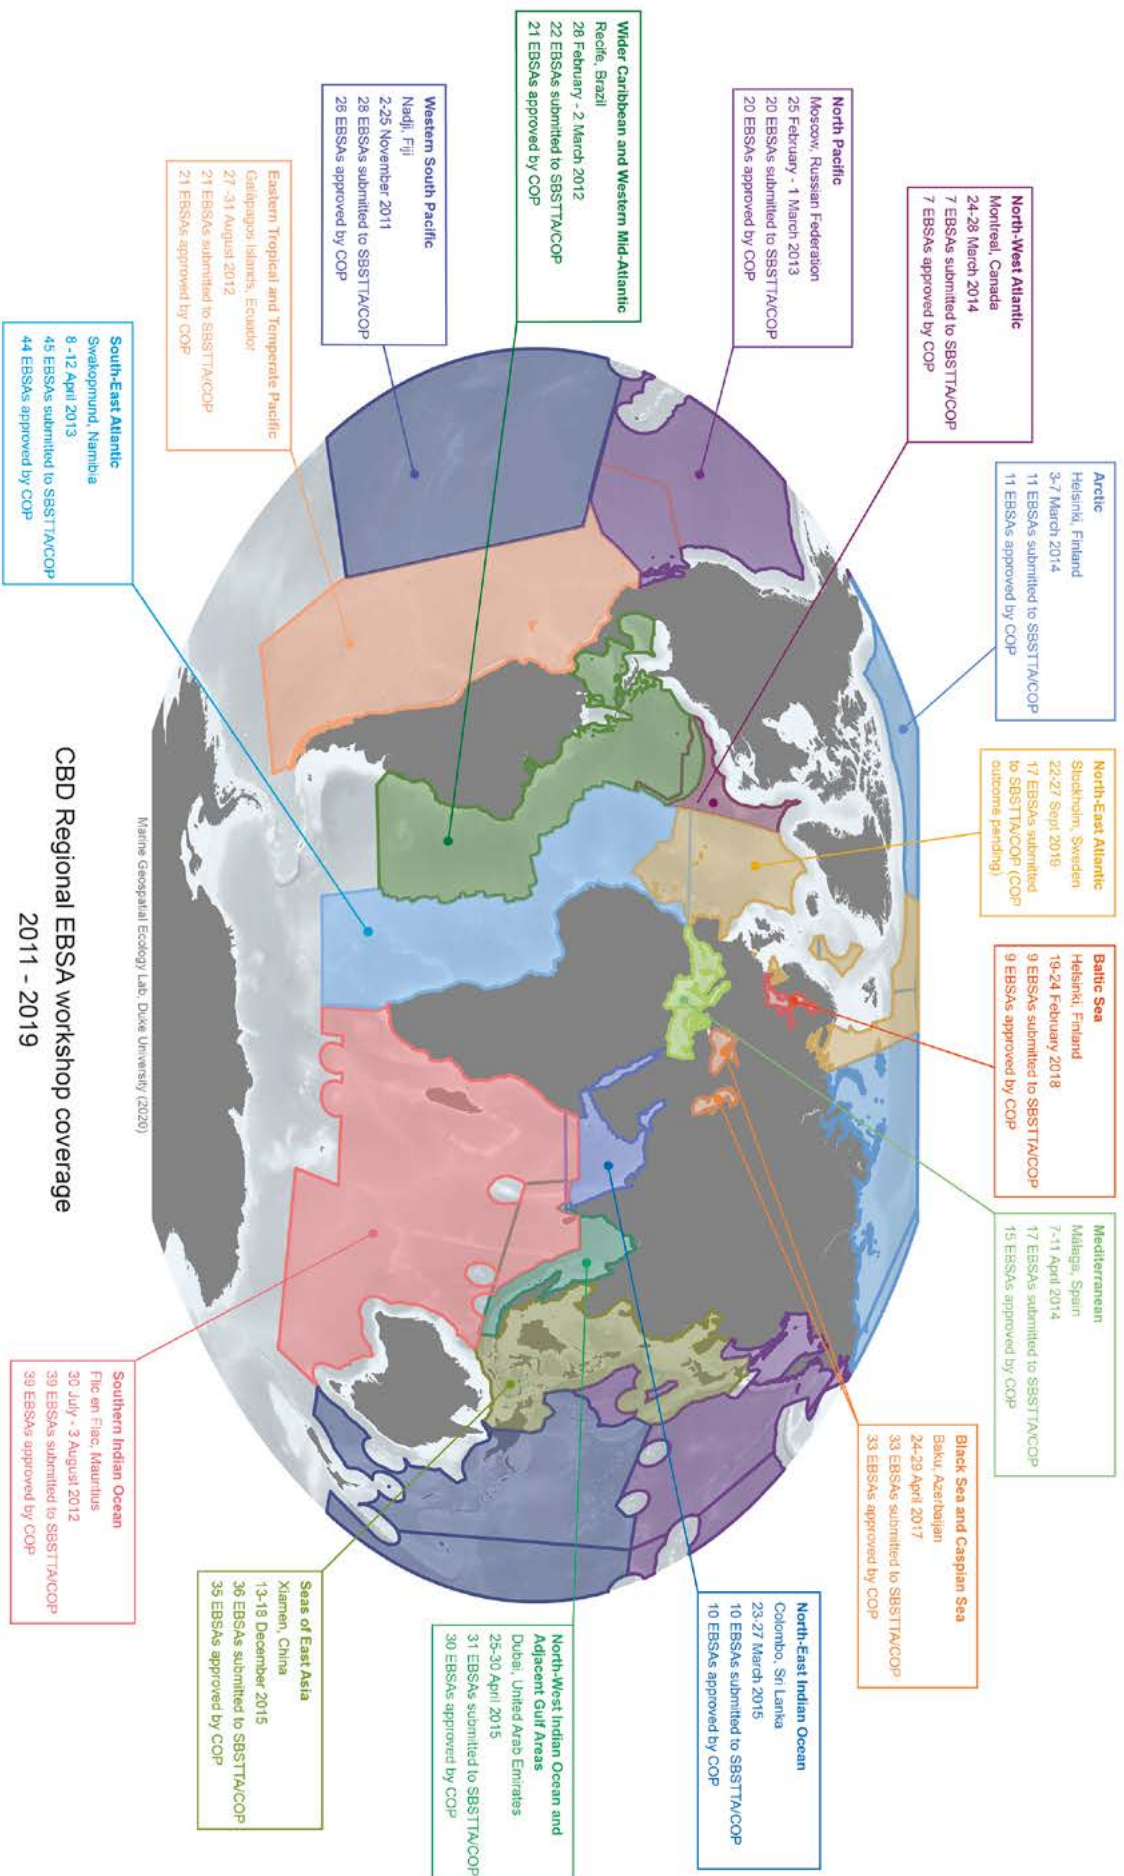 North-West Atlantic
Montreal, Canada
24-28 March 2014
7 EBSAs submitted to SBSTTA/COP
7 EBSAs approved by COP
Arctic
Helsinki, Finland
3-7 March 2014
11 EBSAs submitted to SBSTTA/COP
11 EBSAs approved by COP
North-East Atlantic
Stockholm, Sweden
22-27 Sept 2019
17 EBSAs submitted
to SBSTTA/COP (COP
outcome pending)
Baltic Sea
Helsinki, Finland
19-24 February 2018
9 EBSAs submitted to SBSTTA/COP
9 EBSAs approved by COP
Mediterranean
Málaga, Spain
7-11 April 2014
17 EBSAs submitted to SBSTTA/COP
15 EBSAs approved by COP
Black Sea and Caspian Sea
Baku, Azerbaijan
24-29 April 2017
33 EBSAs submitted to SBSTTA/COP
33 EBSAs approved by COP
North Pacific
Moscow, Russian Federation
25 February - 1 March 2013
20 EBSAs submitted to SBSTTA/COP
20 EBSAs approved by COP
North-East Indian Ocean
Colombo, Sri Lanka
23-27 March 2015
10 EBSAs submitted to SBSTTA/COP
10 EBSAs approved by COP
Wider Caribbean and Western Mid-Atlantic
Recife, Brazil
28 February - 2 March 2012
22 EBSAs submitted to SBSTTA/COP
21 EBSAs approved by COP
North-West Indian Ocean and
Adjacent Gulf Areas
Dubai, United Arab Emirates
25-30 April 2015
31 EBSAs submitted to SBSTTA/COP
30 EBSAs approved by COP
Western South Pacific
Nadji, Fiji
2-25 November 2011
28 EBSAs submitted to SBSTTA/COP
26 EBSAs approved by COP
Eastern Tropical and Temperate Pacific
Galápagos Islands, Ecuador
27 -31 August 2012
21 EBSAs submitted to SBSTTA/COP
21 EBSAs approved by COP
Seas of East Asia
Xiamen, China
13-18 December 2015
36 EBSAs submitted to SBSTTA/COP
35 EBSAs approved by COP
South-East Atlantic
Swakopmund, Namibia
8 -12 April 2013
45 EBSAs submitted to SBSTTA/COP
44 EBSAs approved by COP
Southern Indian Ocean
Flic en Flac, Mauritius
30 July - 3 August 2012
39 EBSAs submitted to SBSTTA/COP
39 EBSAs approved by COP
Marine Geospatial Ecology Lab, Duke University (2020)
CBD Regional EBSA workshop coverage
2011 - 2019